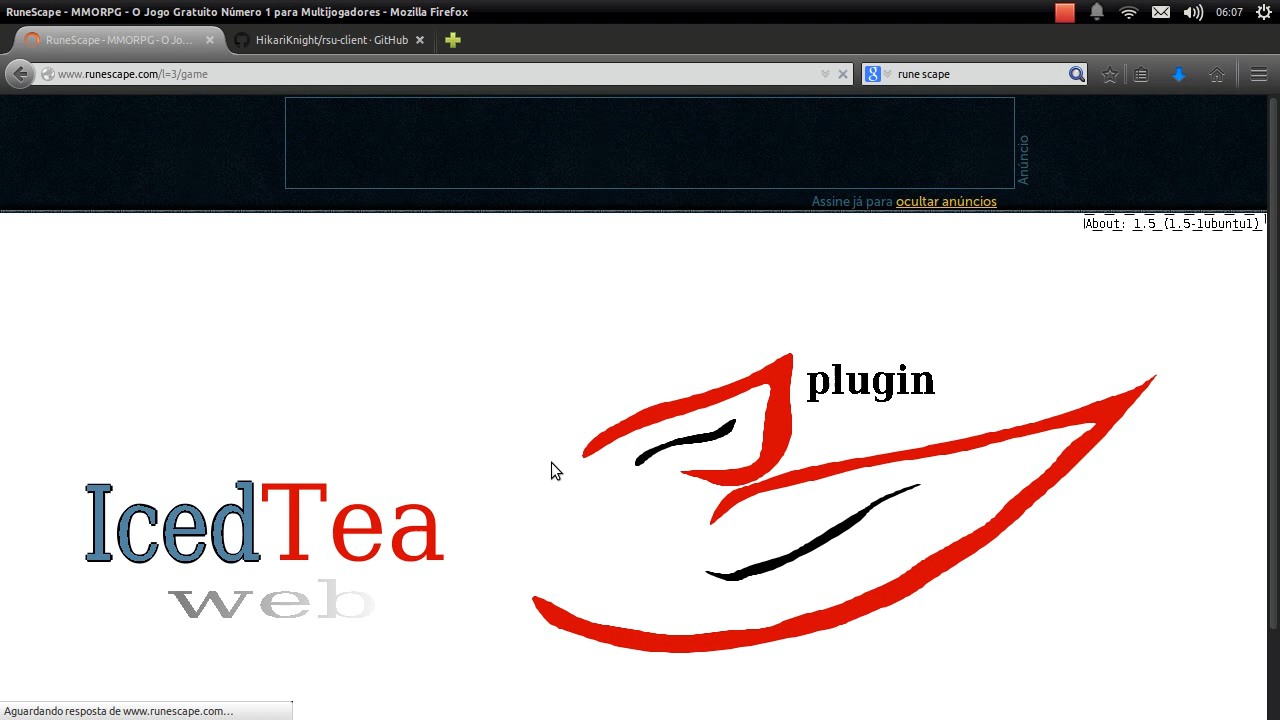 RuneScape - MMORPG - O Jogo Gratuito Número 1 para Multijogadores - Mozilla Firefox
06:07
RuneScape - MMORPG - O Jo...
HikariKnight/rsu-client · GitHub
www.runescape.com/l=3/game
rune scape
Anúncio
Assine já para ocultar anúncios
About: 1.5 (1.5-1ubuntu1)
plugin
IcedTea
web
Aguardando resposta de www.runescape.com...